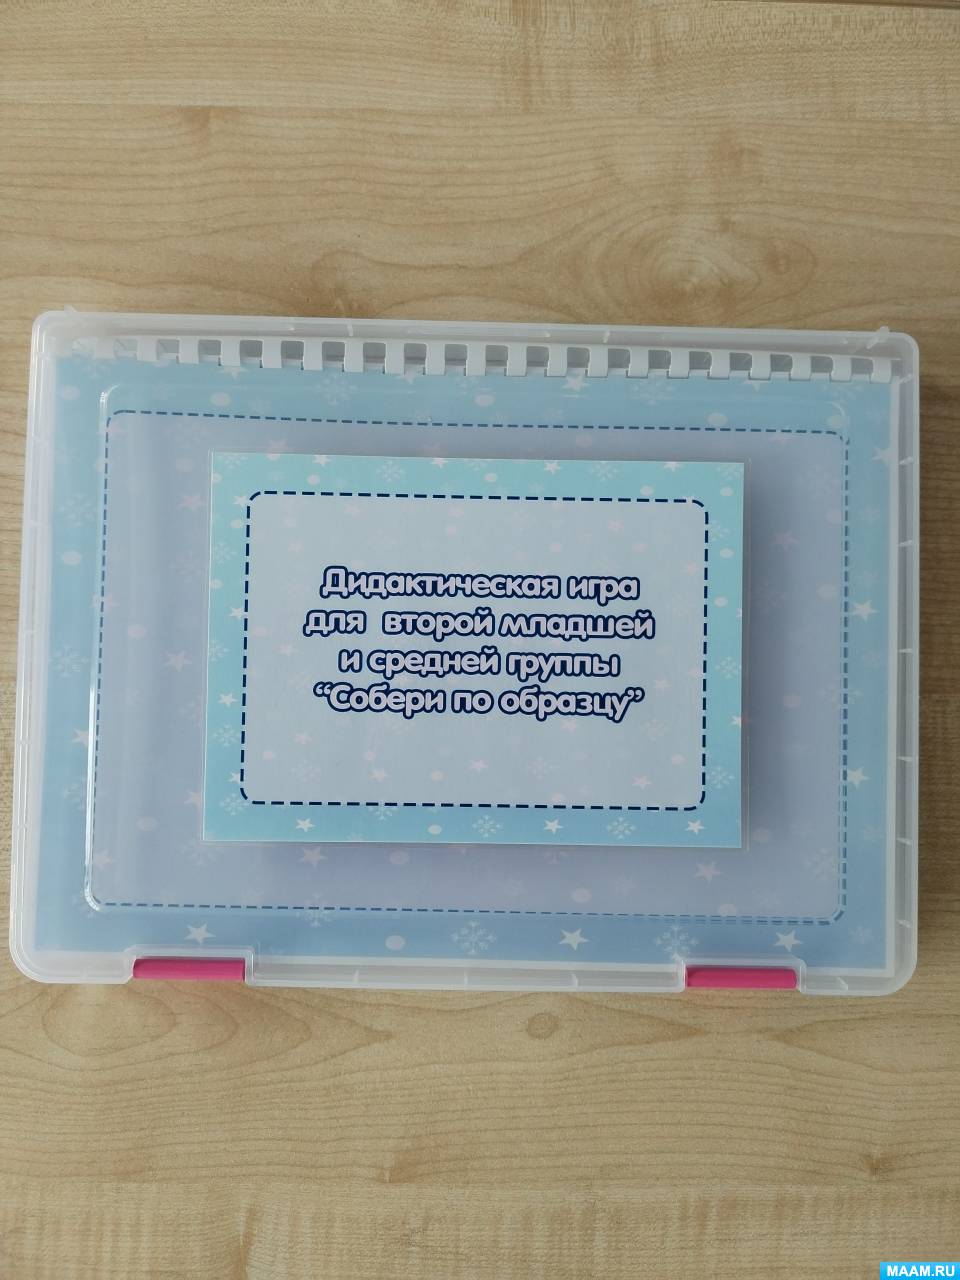 Дидактическая игра
для второй младшей
и средней группы
“Собери по образцу”
MAAM.RU